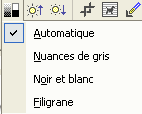 Automatique
Nuances de gris
Noir et blanc
Filigrane